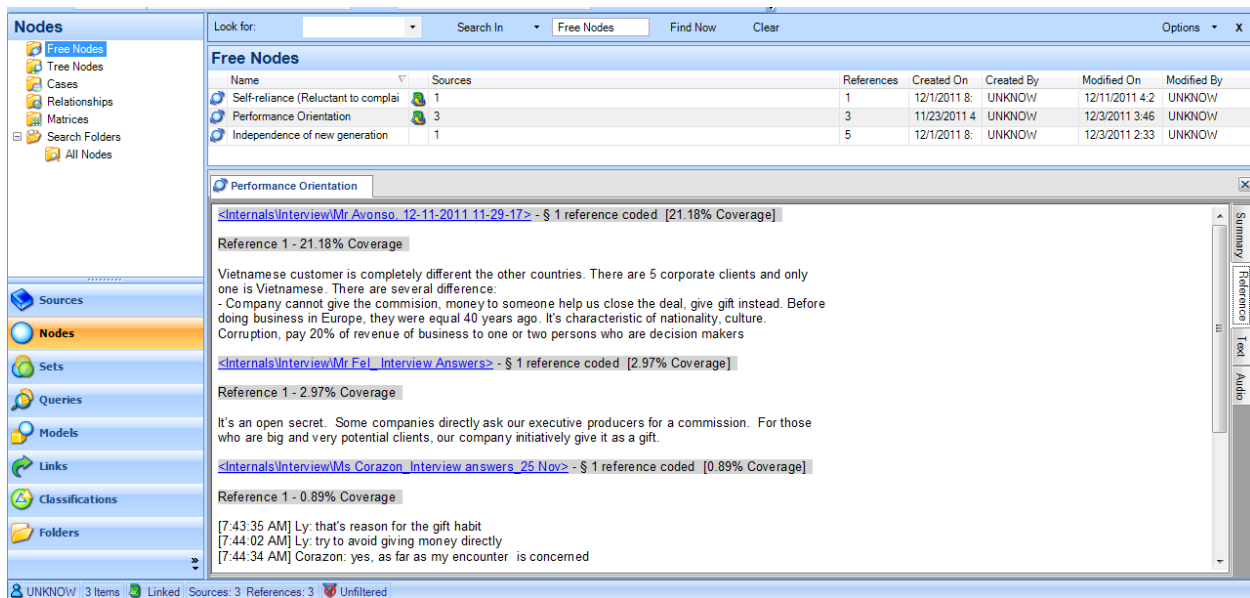 Nodes
Free Nodes
Tree Nodes
Cases
Relationships
Matrices
Search Folders
All Nodes
Sources
Nodes
Sets
Queries
Models
Links
Classifications
Folders
»
Look for: Search In Free Nodes Find Now Clear Options x
Free Nodes
Name Sources References Created On Created By Modified On Modified By
Self-reliance (Reluctant to complai 1 1 12/1/2011 8: UNKNOW 12/11/2011 4:2 UNKNOW
Performance Orientation 3 3 11/23/2011 4 UNKNOW 12/3/2011 3:46 UNKNOW
Independence of new generation 1 5 12/1/2011 8: UNKNOW 12/3/2011 2:33 UNKNOW
Performance Orientation
<Internals\Interview\Mr Avonso, 12-11-2011 11-29-17> - § 1 reference coded [21.18% Coverage]
Reference 1 - 21.18% Coverage
Vietnamese customer is completely different the other countries. There are 5 corporate clients and only
one is Vietnamese. There are several difference:
- Company cannot give the commision, money to someone help us close the deal, give gift instead. Before
doing business in Europe, they were equal 40 years ago. It's characteristic of nationality, culture.
Corruption, pay 20% of revenue of business to one or two persons who are decision makers
<Internals\Interview\Mr Fel_ Interview Answers> - § 1 reference coded [2.97% Coverage]
Reference 1 - 2.97% Coverage
It's an open secret. Some companies directly ask our executive producers for a commission. For those
who are big and very potential clients, our company initiatively give it as a gift.
<Internals\Interview\Ms Corazon_Interview answers_25 Nov> - § 1 reference coded [0.89% Coverage]
Reference 1 - 0.89% Coverage
[7:43:35 AM] Ly: that's reason for the gift habit
[7:44:02 AM] Ly: try to avoid giving money directly
[7:44:34 AM] Corazon: yes, as far as my encounter is concerned
Summary
Reference
Text
Audio
UNKNOW 3 Items Linked Sources: 3 References: 3 Unfiltered